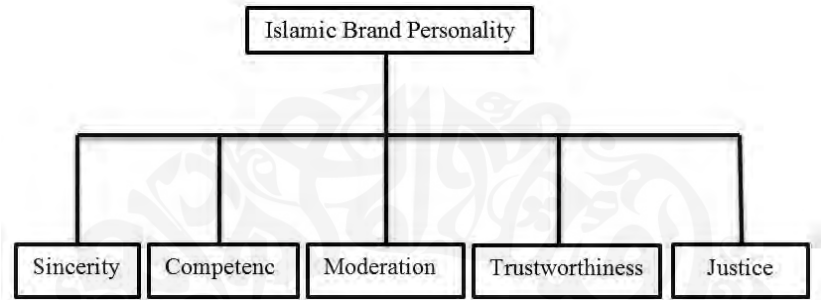 Islamic Brand Personality
Sincerity
Competenc
Moderation
Trustworthiness
Justice